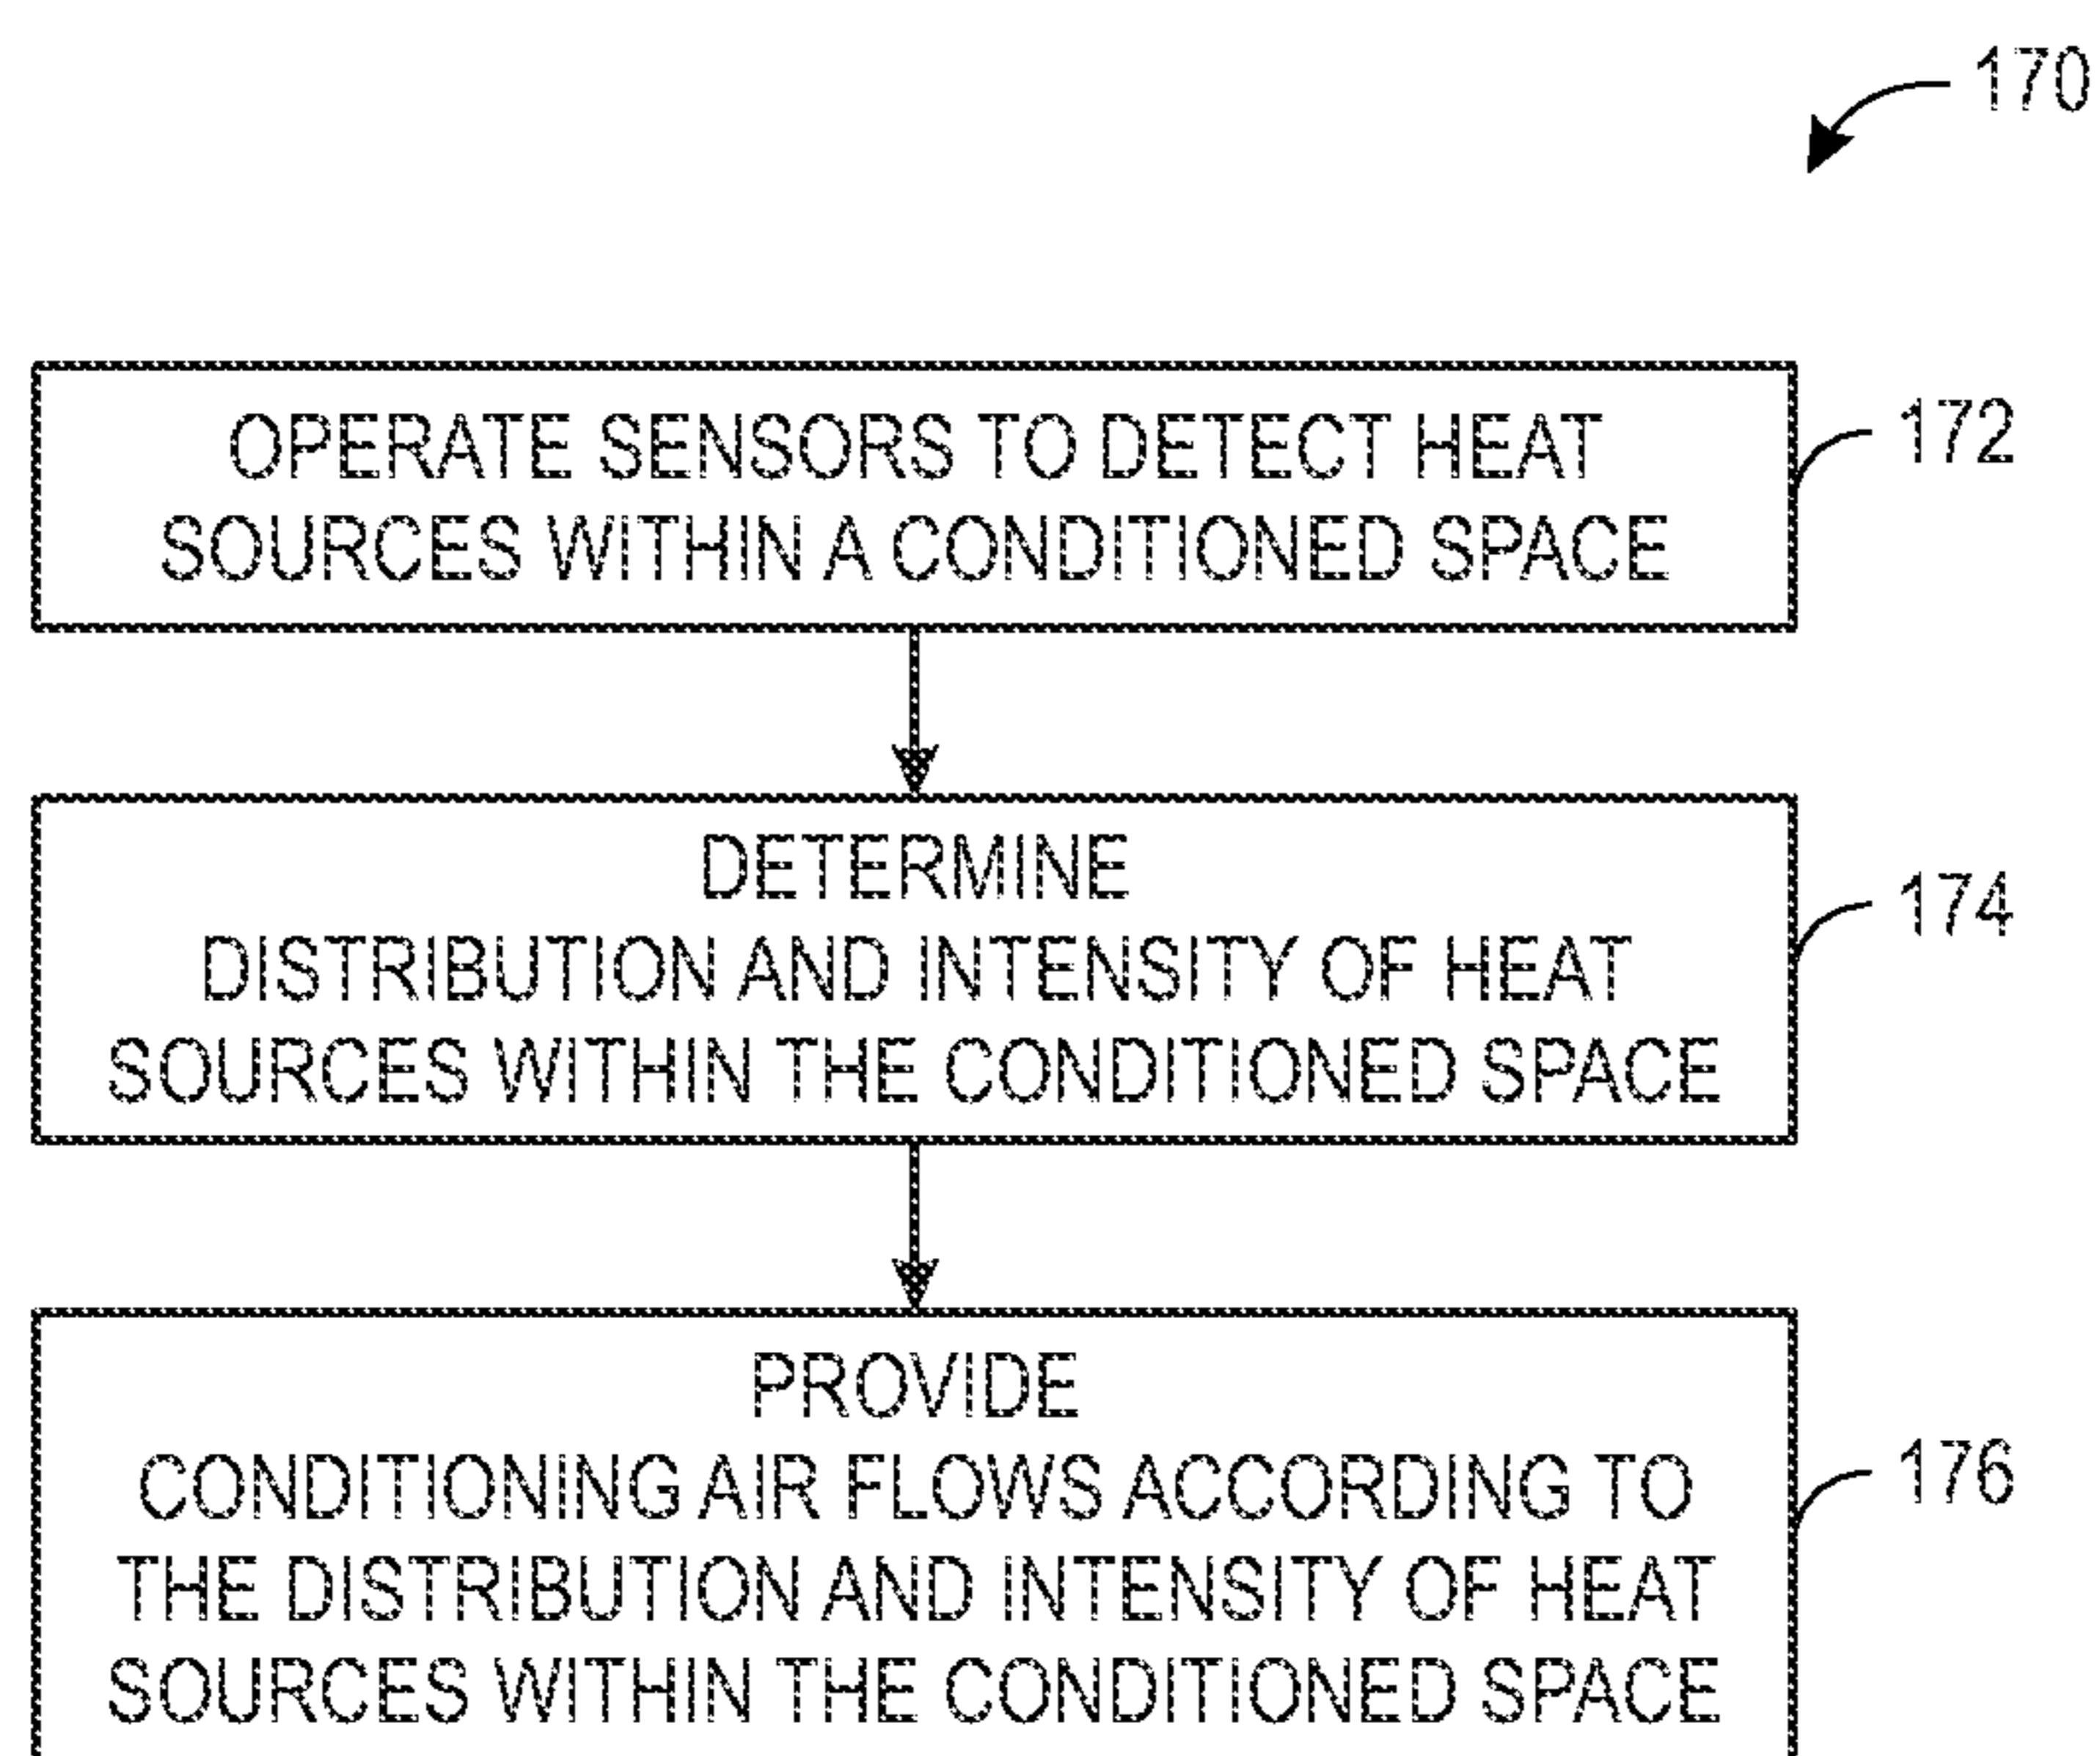 170
OPERATE SENSORS TO DETECT HEAT
SOURCES WITHIN A CONDITIONED SPACE
172
DETERMINE
DISTRIBUTION AND INTENSITY OF HEAT
SOURCES WITHIN THE CONDITIONED SPACE
174
PROVIDE
CONDITIONING AIR FLOWS ACCORDING TO
THE DISTRIBUTION AND INTENSITY OF HEAT
SOURCES WITHIN THE CONDITIONED SPACE
176